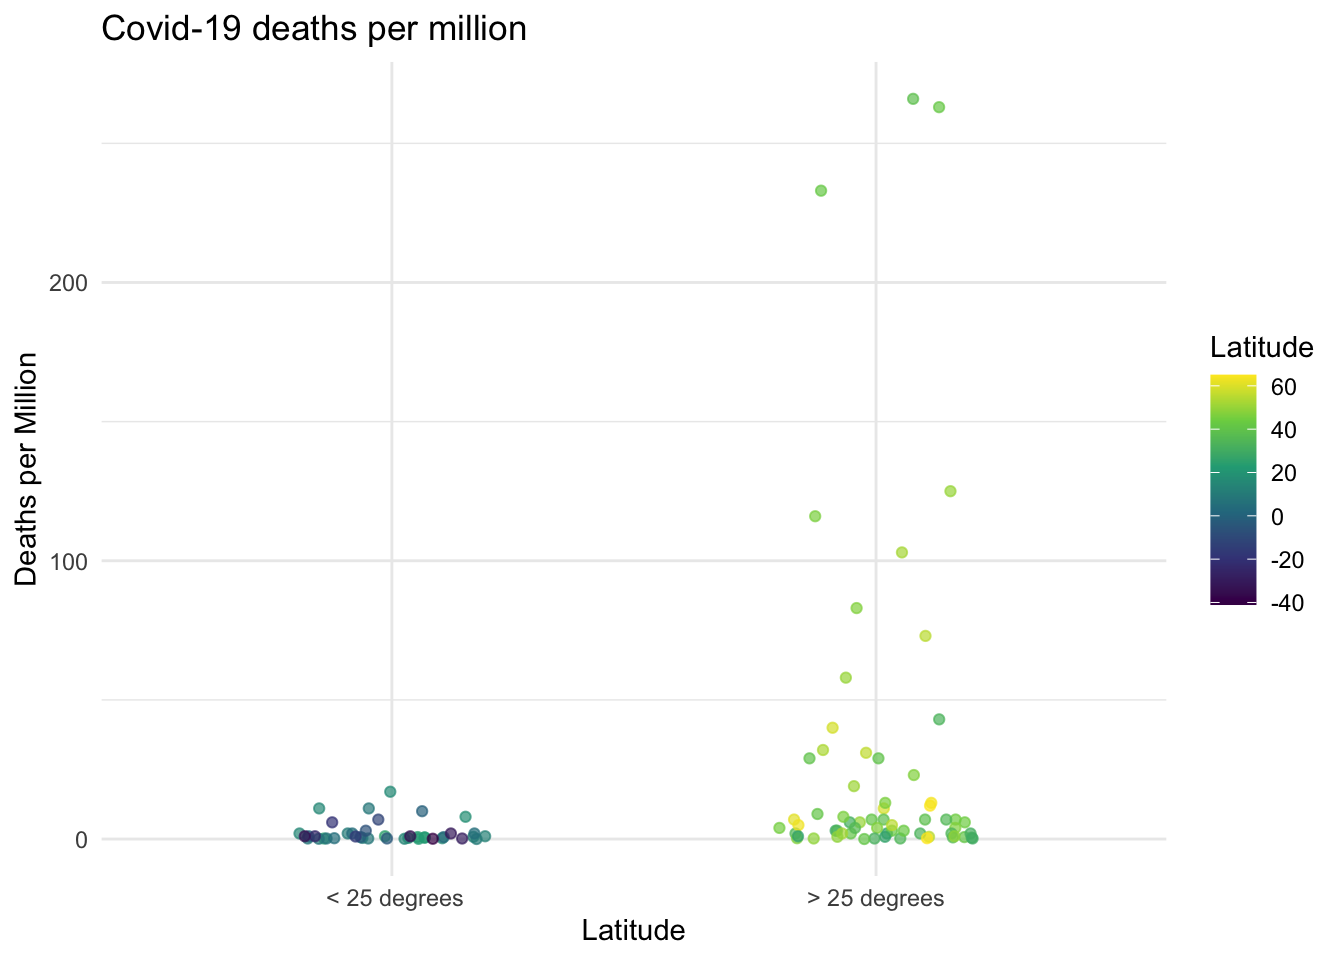 Covid-19 deaths per million
Deaths per Million
200
100
0
< 25 degrees
> 25 degrees
Latitude
Latitude
60
40
20
0
-20
-40